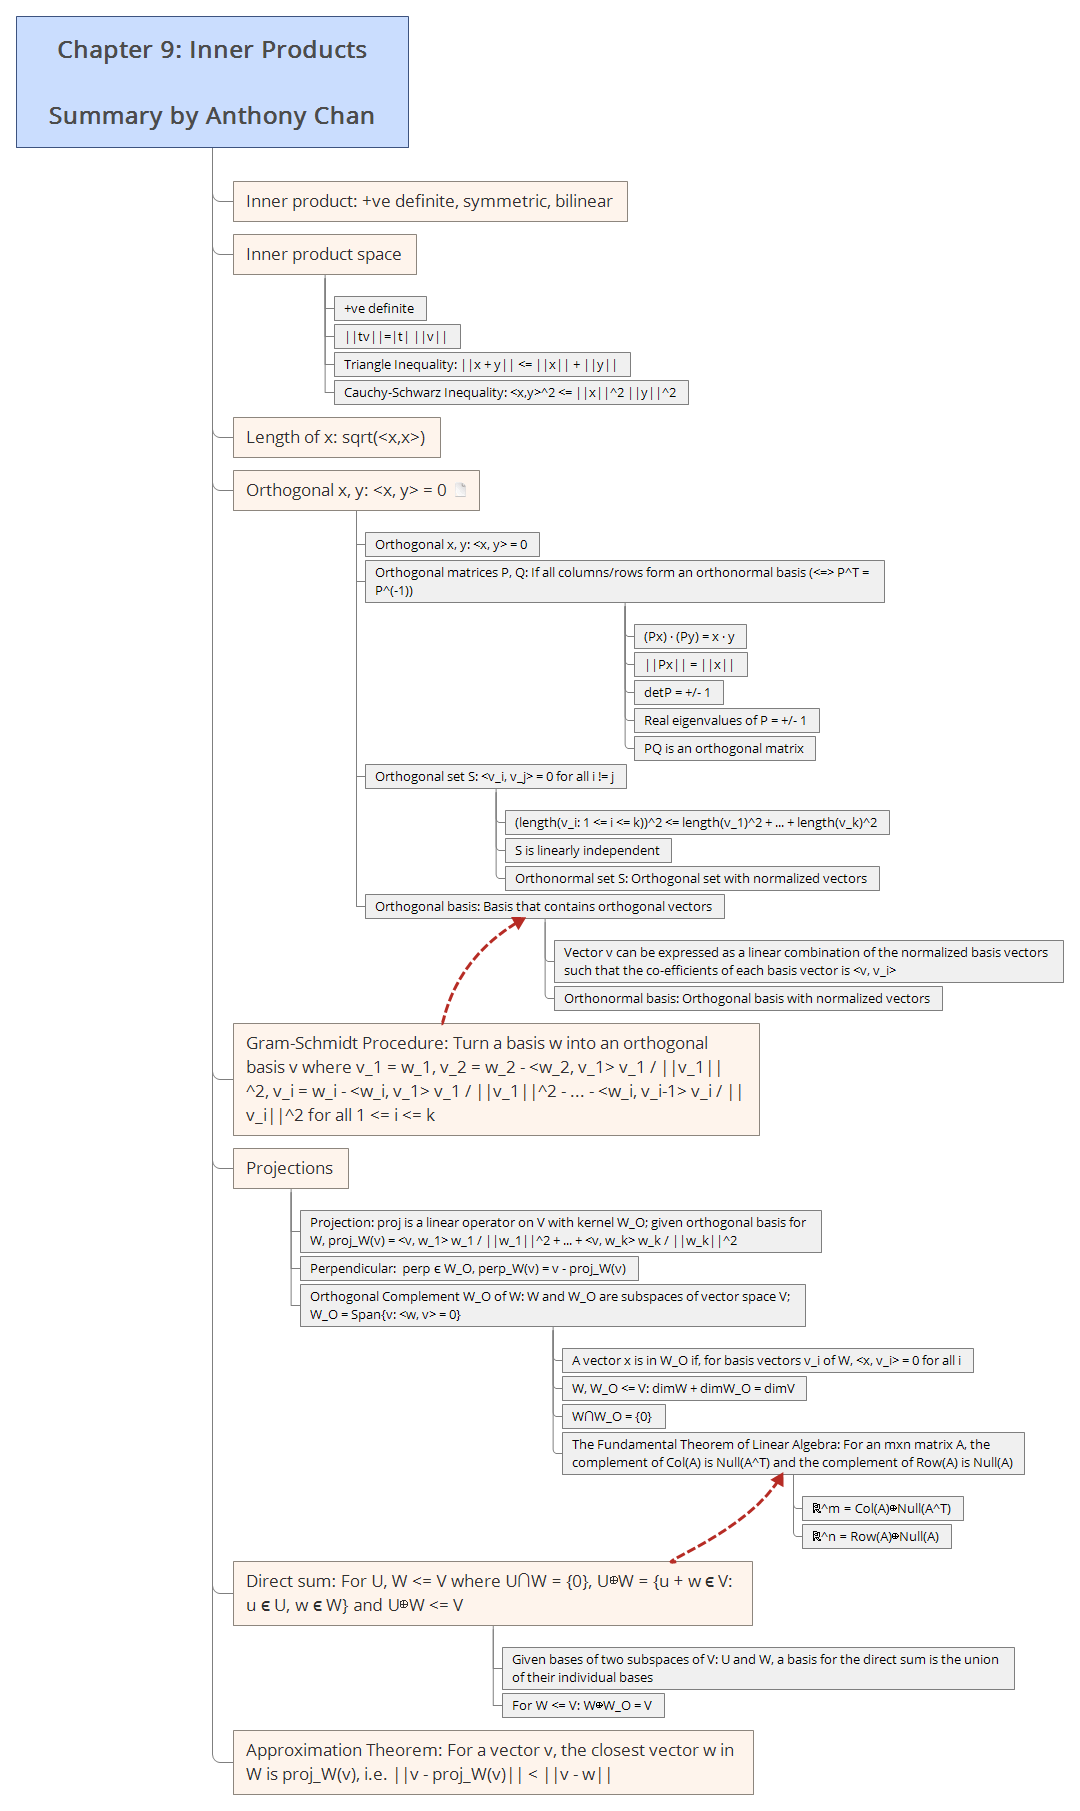 Chapter 9: Inner Products
Summary by Anthony Chan
Inner product: +ve definite, symmetric, bilinear
Inner product space
+ve definite
||tv||=|t| ||v||
Triangle Inequality: ||x + y|| <= ||x|| + ||y||
Cauchy-Schwarz Inequality: <x,y>^2 <= ||x||^2 ||y||^2
Length of x: sqrt(<x,x>)
Orthogonal x, y: <x, y> = 0
Orthogonal x, y: <x, y> = 0
Orthogonal matrices P, Q: If all columns/rows form an orthonormal basis (<=> P^T =
P^(-1))
(Px) · (Py) = x · y
||Px|| = ||x||
detP = +/- 1
Real eigenvalues of P = +/- 1
PQ is an orthogonal matrix
Orthogonal set S: <v_i, v_j> = 0 for all i != j
(length(v_i: 1 <= i <= k))^2 <= length(v_1)^2 + ... + length(v_k)^2
S is linearly independent
Orthonormal set S: Orthogonal set with normalized vectors
Orthogonal basis: Basis that contains orthogonal vectors
Vector v can be expressed as a linear combination of the normalized basis vectors
such that the co-efficients of each basis vector is <v, v_i>
Orthonormal basis: Orthogonal basis with normalized vectors
Gram-Schmidt Procedure: Turn a basis w into an orthogonal
basis v where v_1 = w_1, v_2 = w_2 - <w_2, v_1> v_1 / ||v_1||
^2, v_i = w_i - <w_i, v_1> v_1 / ||v_1||^2 - ... - <w_i, v_i-1> v_i / ||
v_i||^2 for all 1 <= i <= k
Projections
Projection: proj is a linear operator on V with kernel W_O; given orthogonal basis for
W, proj_W(v) = <v, w_1> w_1 / ||w_1||^2 + ... + <v, w_k> w_k / ||w_k||^2
Perpendicular:  perp ϵ W_O, perp_W(v) = v - proj_W(v)
Orthogonal Complement W_O of W: W and W_O are subspaces of vector space V;
W_O = Span{v: <w, v> = 0}
A vector x is in W_O if, for basis vectors v_i of W, <x, v_i> = 0 for all i
W, W_O <= V: dimW + dimW_O = dimV
W∩W_O = {0}
The Fundamental Theorem of Linear Algebra: For an mxn matrix A, the
complement of Col(A) is Null(A^T) and the complement of Row(A) is Null(A)
ℝ^m = Col(A)⊕Null(A^T)
ℝ^n = Row(A)⊕Null(A)
Direct sum: For U, W <= V where U∩W = {0}, U⊕W = {u + w ϵ V:
u ϵ U, w ϵ W} and U⊕W <= V
Given bases of two subspaces of V: U and W, a basis for the direct sum is the union
of their individual bases
For W <= V: W⊕W_O = V
Approximation Theorem: For a vector v, the closest vector w in
W is proj_W(v), i.e. ||v - proj_W(v)|| < ||v - w||